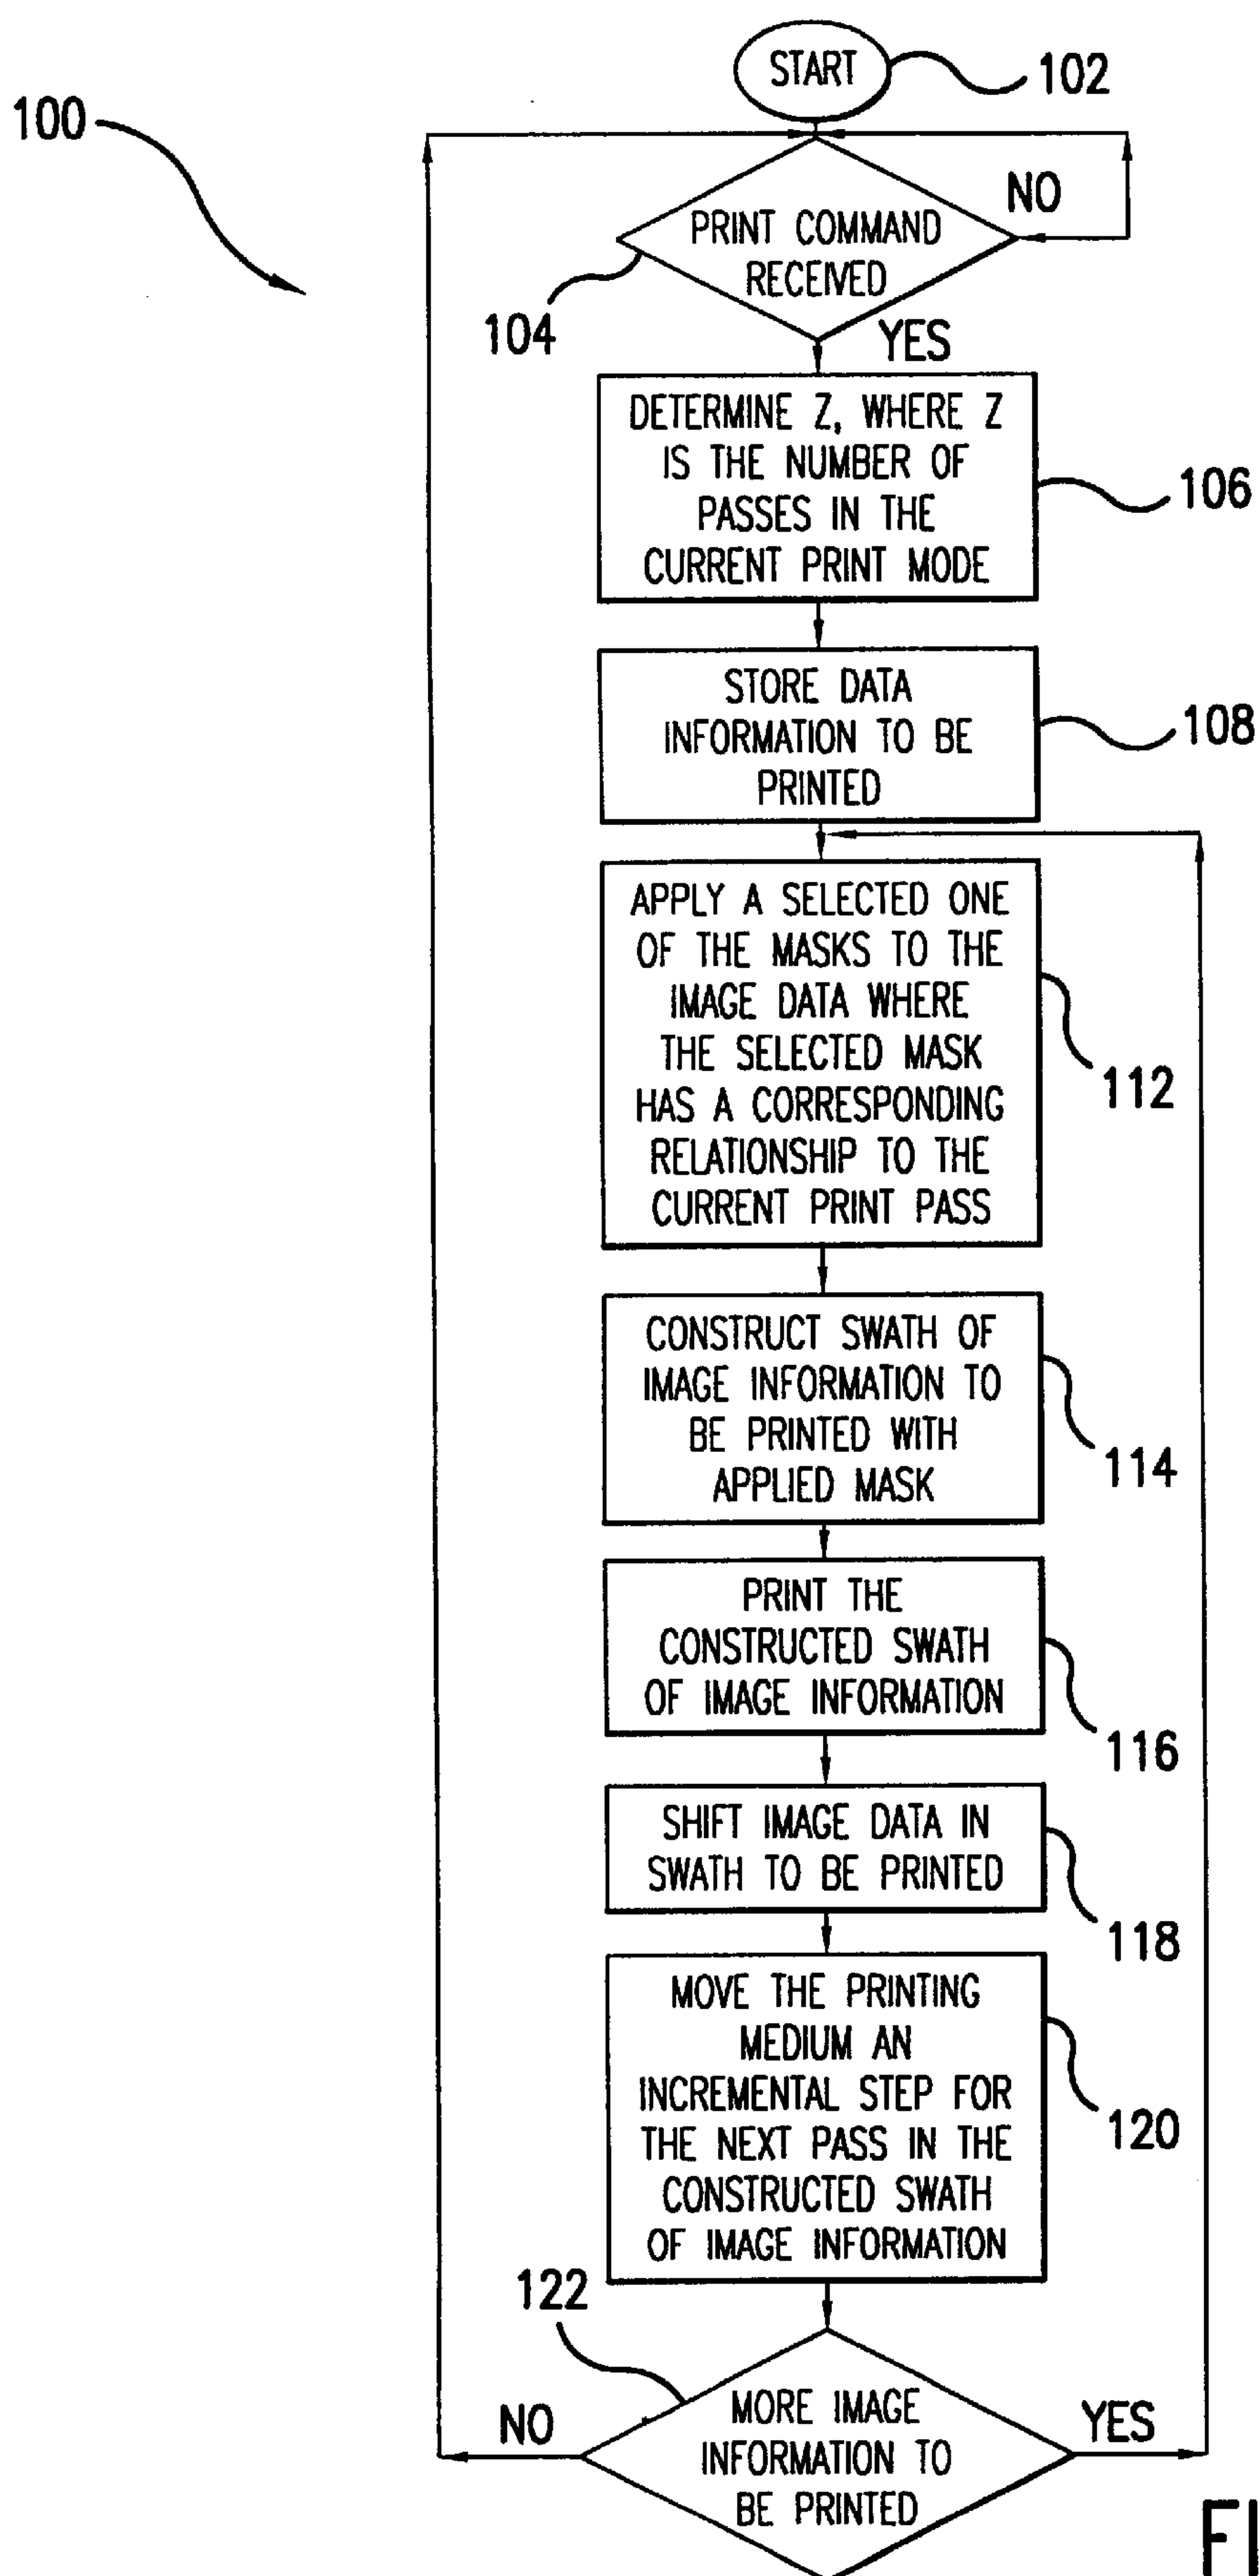 START
102
100
NO
PRINT COMMAND
RECEIVED
104
YES
DETERMINE Z, WHERE Z
IS THE NUMBER OF
PASSES IN THE
CURRENT PRINT MODE
106
STORE DATA
INFORMATION TO BE
PRINTED
108
APPLY A SELECTED ONE
OF THE MASKS TO THE
IMAGE DATA WHERE
THE SELECTED MASK
HAS A CORRESPONDING
RELATIONSHIP TO THE
CURRENT PRINT PASS
112
CONSTRUCT SWATH OF
IMAGE INFORMATION TO
BE PRINTED WITH
APPLIED MASK
114
PRINT THE
CONSTRUCTED SWATH
OF IMAGE INFORMATION
116
SHIFT IMAGE DATA IN
SWATH TO BE PRINTED
118
MOVE THE PRINTING
MEDIUM AN
INCREMENTAL STEP FOR
THE NEXT PASS IN THE
CONSTRUCTED SWATH
OF IMAGE INFORMATION
120
122
NO
MORE IMAGE
INFORMATION TO
BE PRINTED
YES